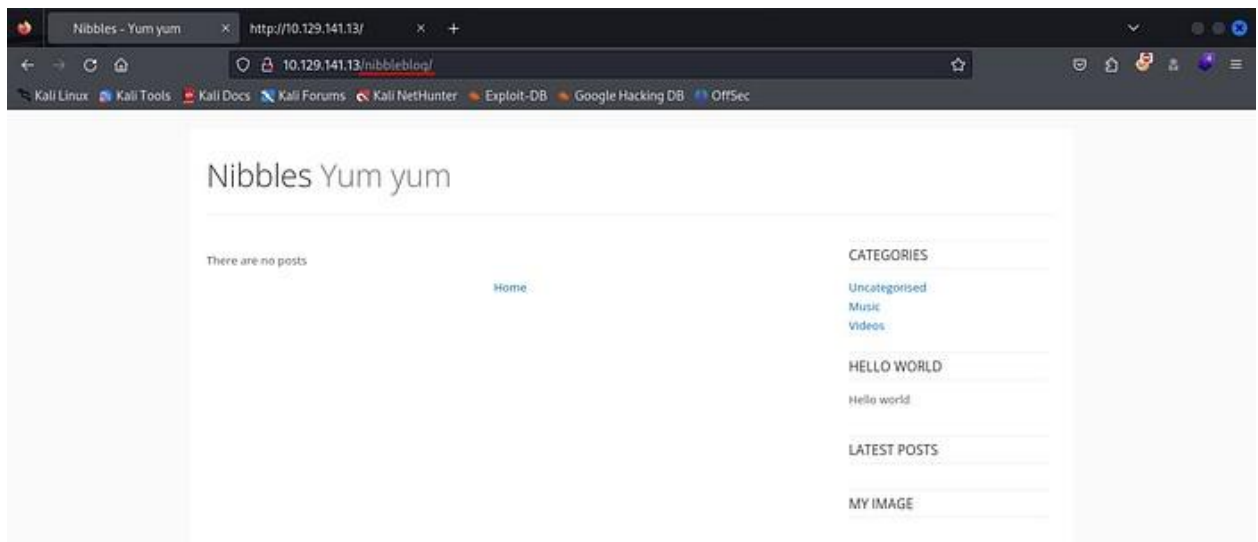 Nibbles - Yum yum
http://10.129.141.13/
10.129.141.13/nibbleblog/
Kali Linux Kali Tools Kali Docs Kali Forums Kali NetHunter Exploit-DB Google Hacking DB OffSec
Nibbles Yum yum
There are no posts
Home
CATEGORIES
Uncategorised
Music
Videos
HELLO WORLD
Hello world
LATEST POSTS
MY IMAGE